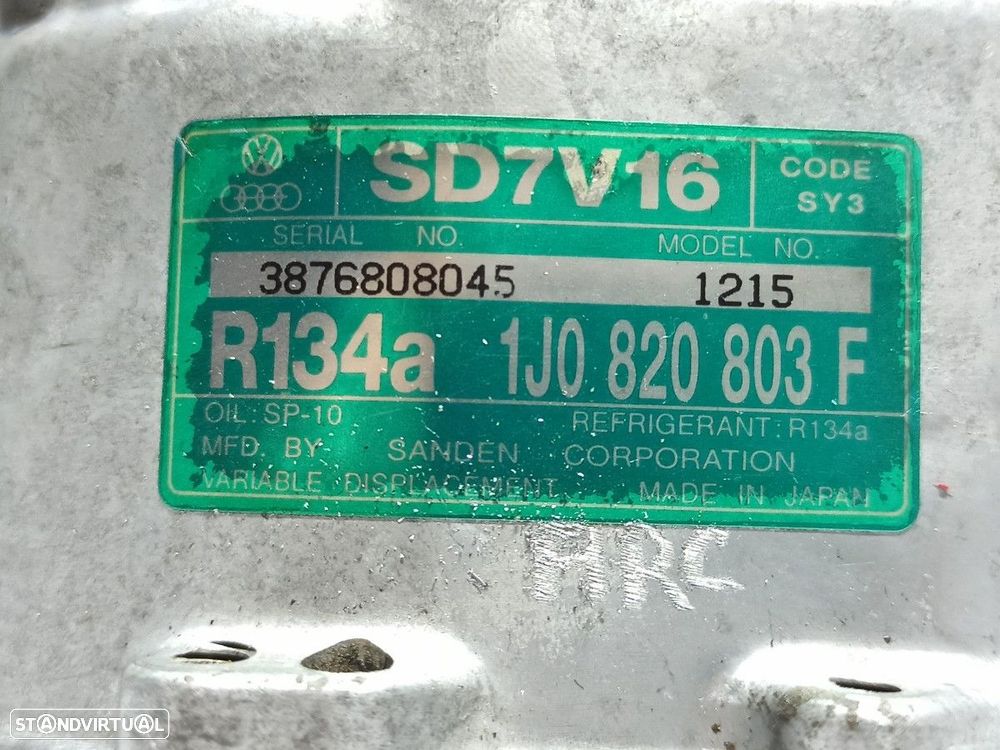 SD7V16
CODE
SY3
SERIAL NO.
MODEL NO.
3876808045
1215
R134a
1J0 820 803 F
OIL: SP-10
REFRIGERANT: R134a
MFD. BY SANDEN CORPORATION
VARIABLE DISPLACEMENT
MADE IN JAPAN
MRC
STANDVIRTUAL